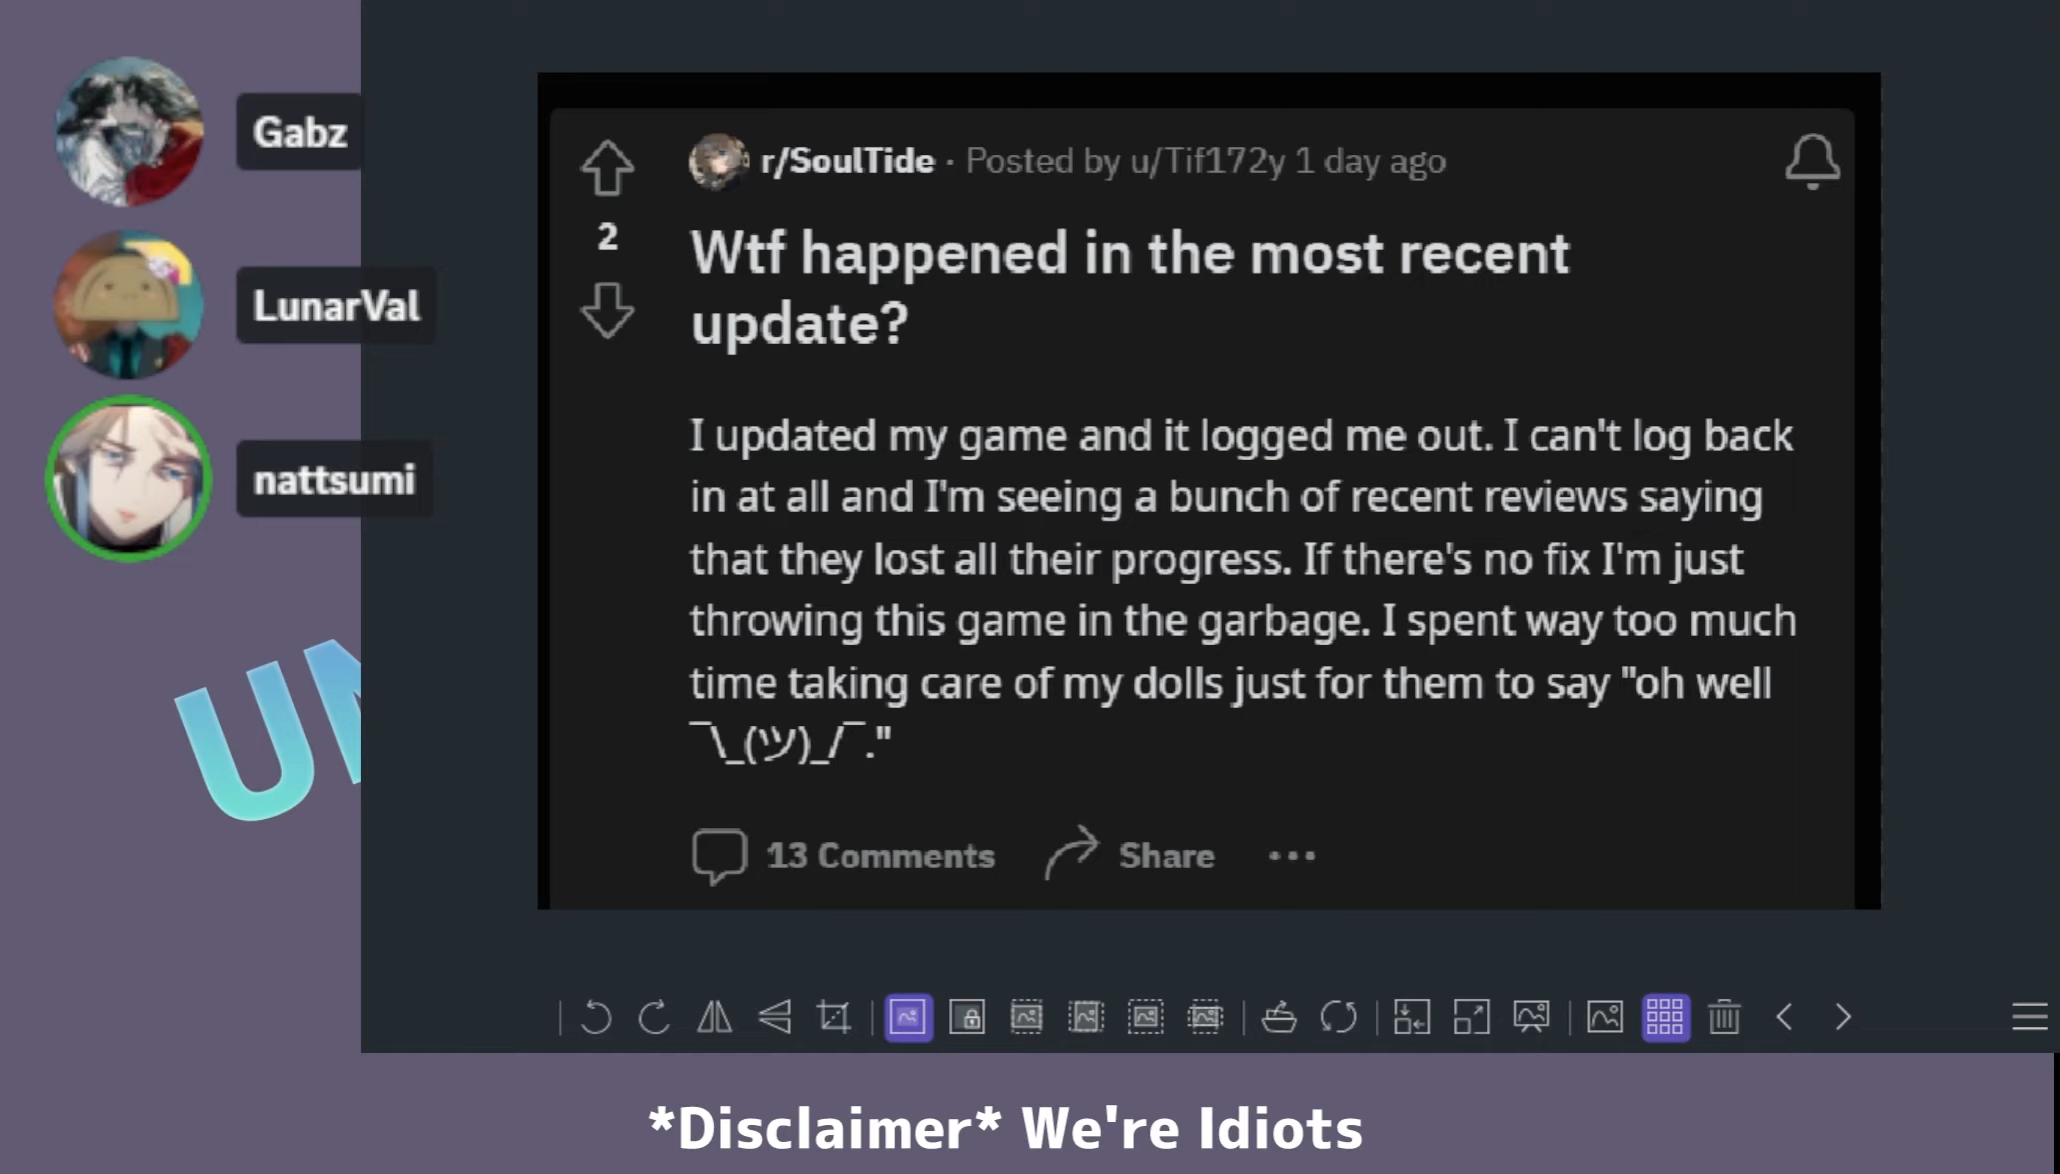 Gabz
LunarVal
nattsumi
r/SoulTide · Posted by u/Tif172y 1 day ago
2
Wtf happened in the most recent
update?
I updated my game and it logged me out. I can't log back
in at all and I'm seeing a bunch of recent reviews saying
that they lost all their progress. If there's no fix I'm just
throwing this game in the garbage. I spent way too much
time taking care of my dolls just for them to say "oh well
¯\_(ツ)_/¯."
13 Comments Share ...
*Disclaimer* We're Idiots